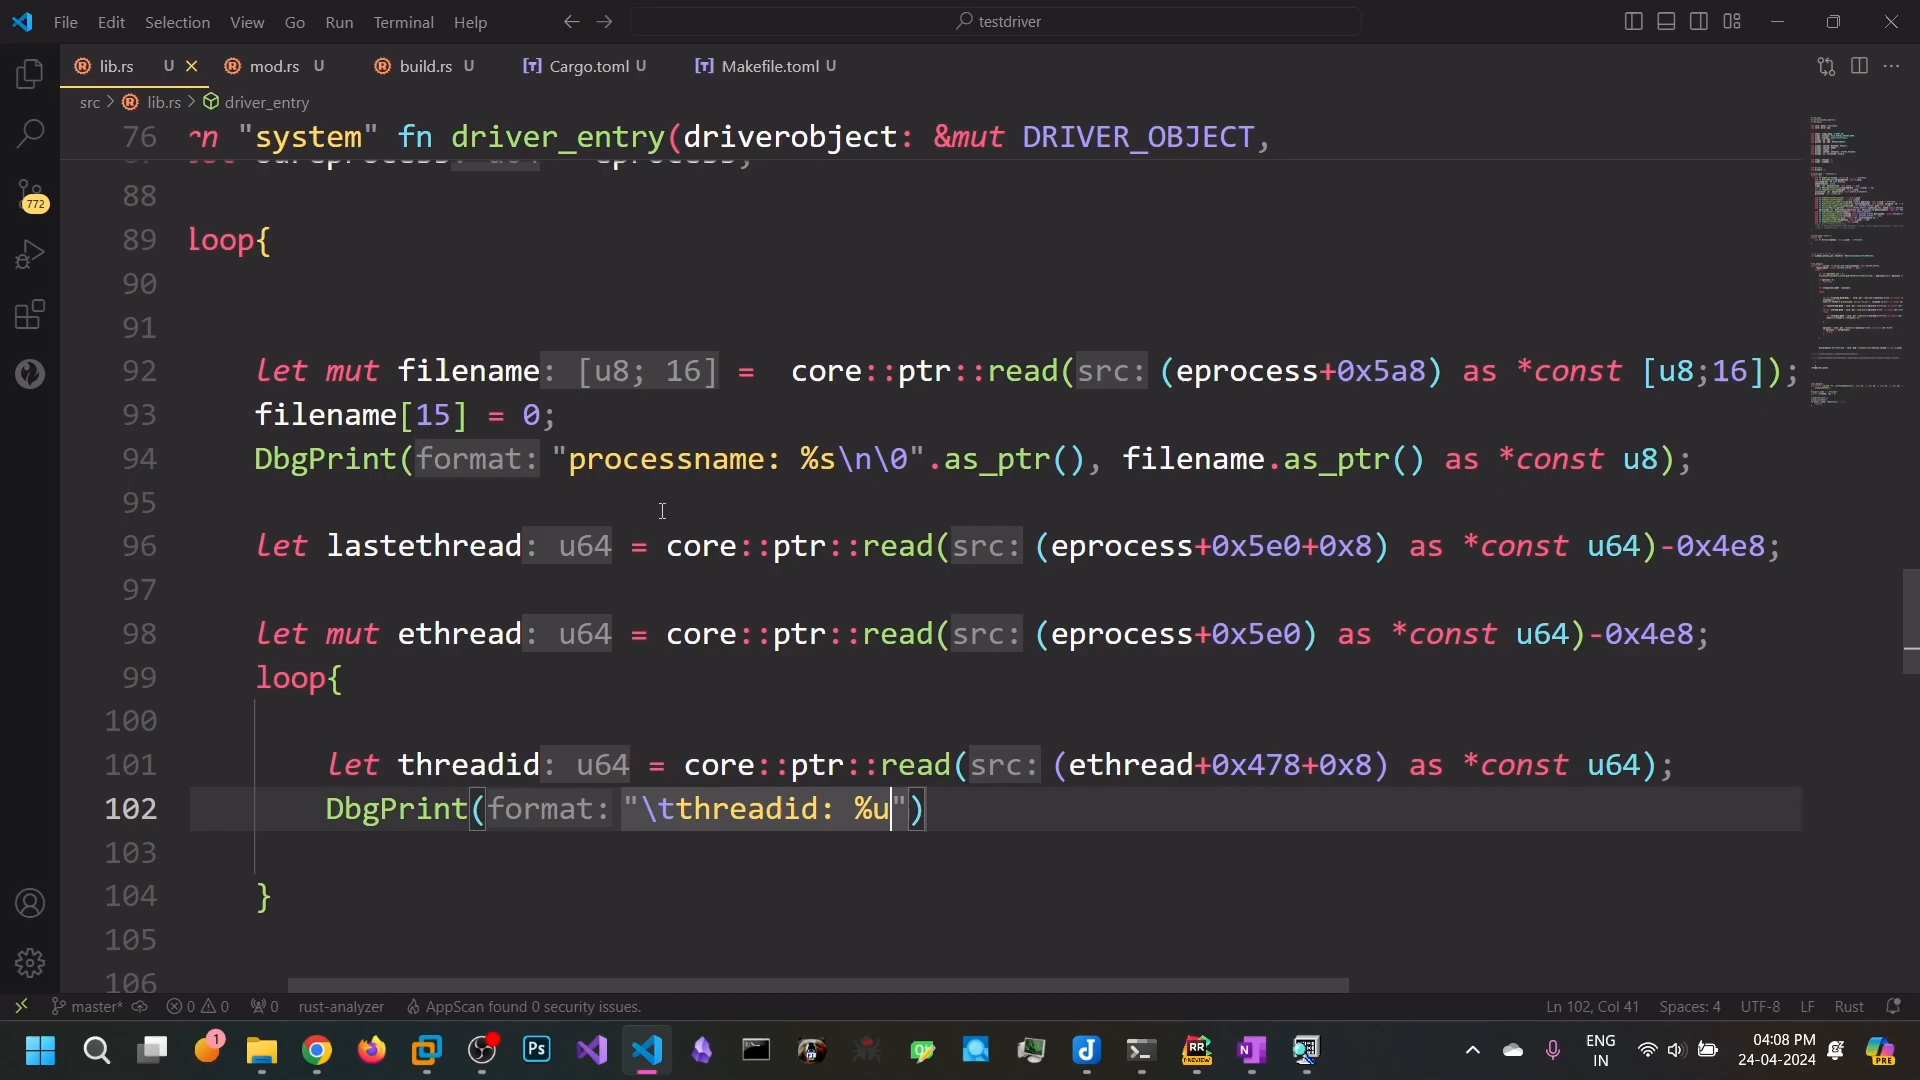 File Edit Selection View Go Run Terminal Help testdriver
lib.rs U mod.rs U build.rs U Cargo.toml U Makefile.toml U
src lib.rs driver_entry
76 rn "system" fn driver_entry(driverobject: &mut DRIVER_OBJECT,
88
89 loop{
90
91
92 let mut filename: [u8; 16] = core::ptr::read(src: (eprocess+0x5a8) as *const [u8;16]);
93 filename[15] = 0;
94 DbgPrint(format: "processname: %s\n\0".as_ptr(), filename.as_ptr() as *const u8);
95
96 let lastethread: u64 = core::ptr::read(src: (eprocess+0x5e0+0x8) as *const u64)-0x4e8;
97
98 let mut ethread: u64 = core::ptr::read(src: (eprocess+0x5e0) as *const u64)-0x4e8;
99 loop{
100
101 let threadid: u64 = core::ptr::read(src: (ethread+0x478+0x8) as *const u64);
102 DbgPrint(format: "\tthreadid: %u")
103
104 }
105
106
772
master* 0 0 0 rust-analyzer AppScan found 0 security issues. Ln 102, Col 41 Spaces: 4 UTF-8 LF Rust
1 Ps ENG IN 04:08 PM 24-04-2024 PRE